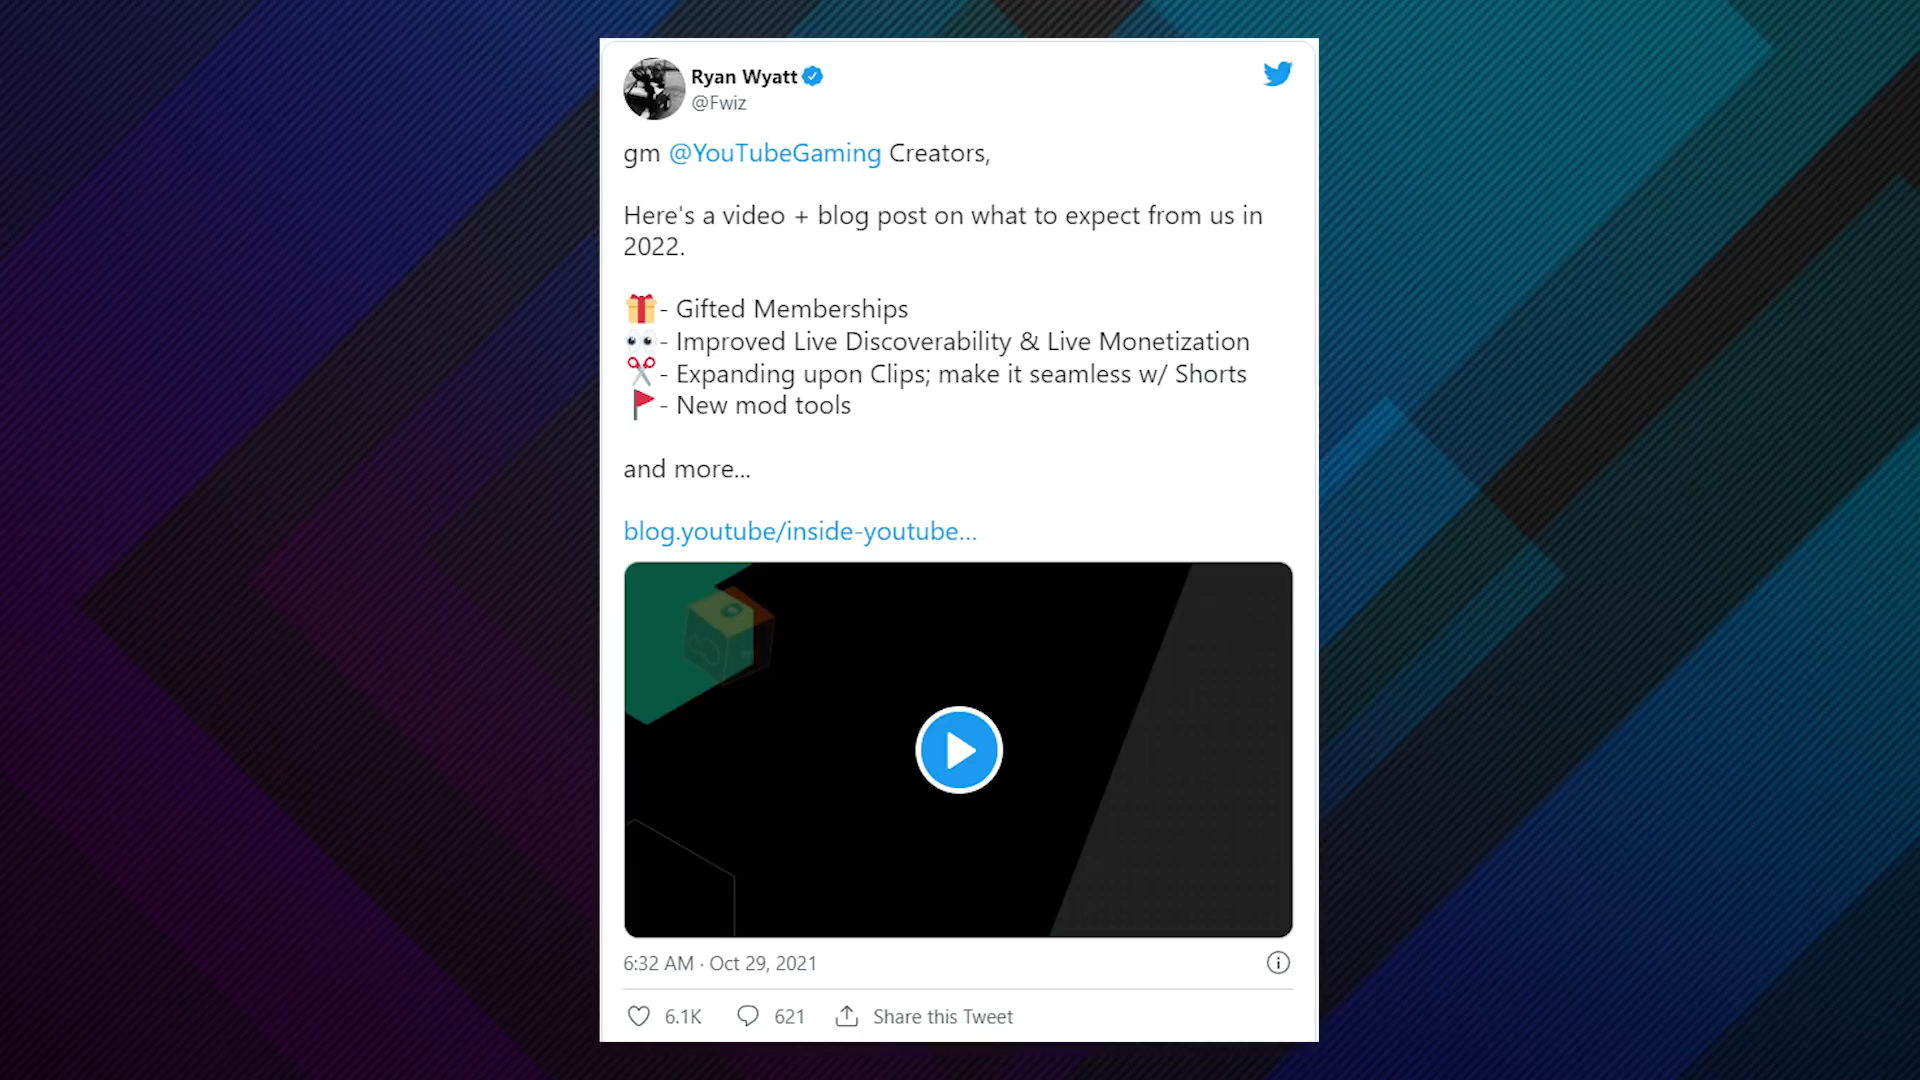 Ryan Wyatt
@Fwiz
gm @YouTubeGaming Creators,
Here's a video + blog post on what to expect from us in
2022.
🎁- Gifted Memberships
👀- Improved Live Discoverability & Live Monetization
✂- Expanding upon Clips; make it seamless w/ Shorts
🚩- New mod tools
and more...
blog.youtube/inside-youtube...
6:32 AM · Oct 29, 2021
6.1K 621 Share this Tweet